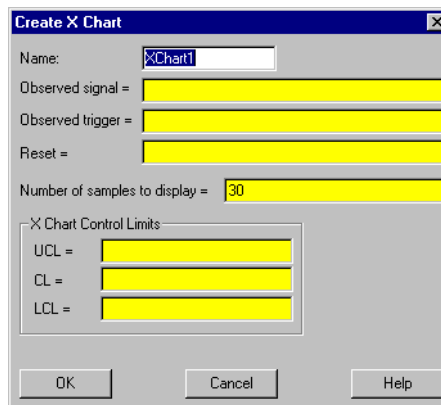 Create X Chart
Name: XChart1
Observed signal =
Observed trigger =
Reset =
Number of samples to display = 30
X Chart Control Limits
UCL =
CL =
LCL =
OK Cancel Help